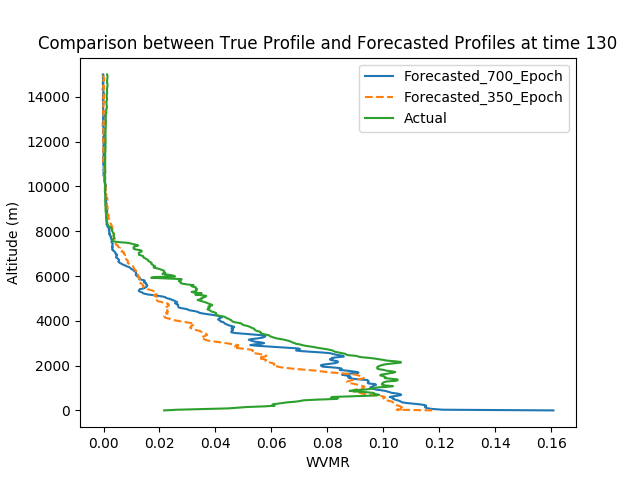 Comparison between True Profile and Forecasted Profiles at time 130
Forecasted_700_Epoch
Forecasted_350_Epoch
Actual
Altitude (m)
14000
12000
10000
8000
6000
4000
2000
0
0.00 0.02 0.04 0.06 0.08 0.10 0.12 0.14 0.16
WVMR